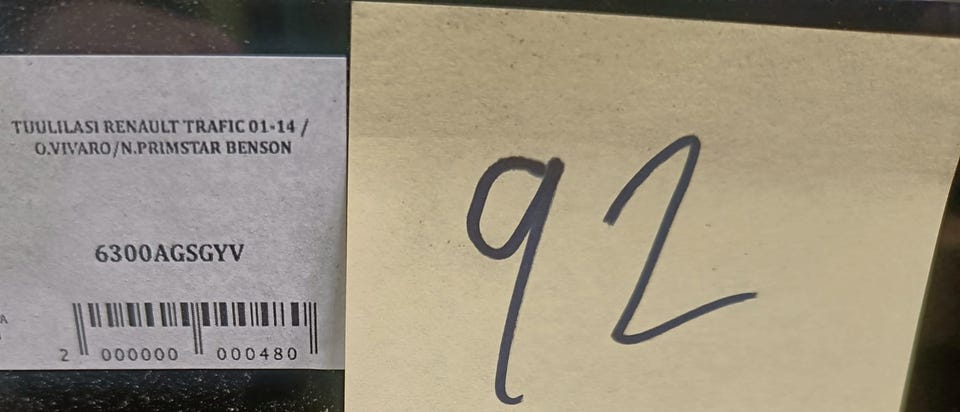 TUULILASI RENAULT TRAFIC 01-14 /
O.VIVARO/N.PRIMSTAR BENSON
6300AGSGYV
2 000000 000480
92